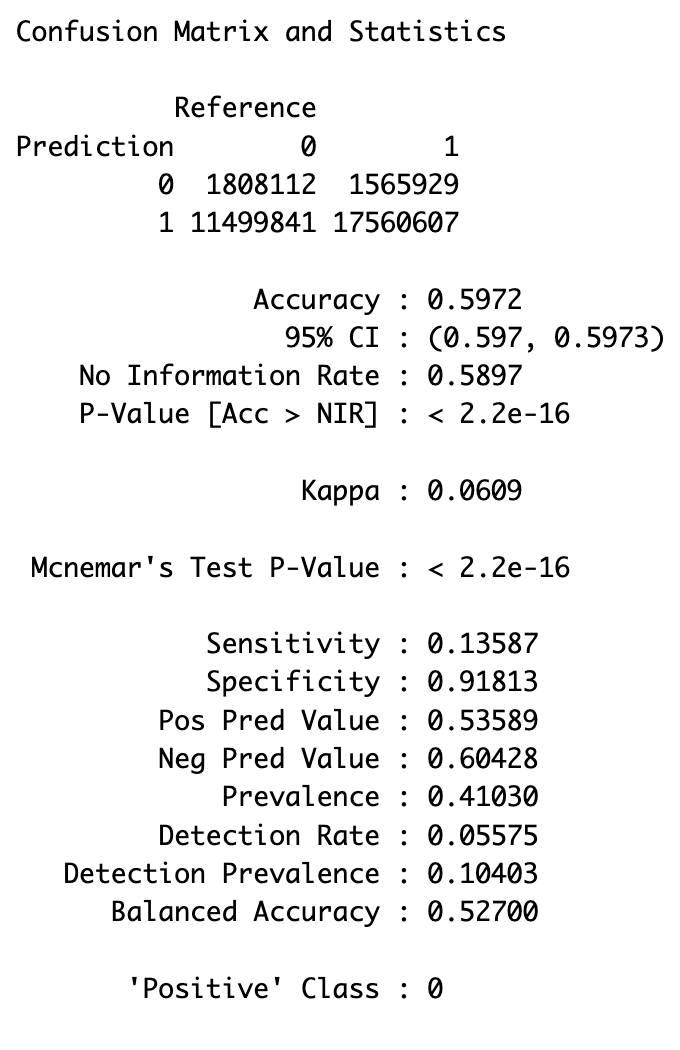 Confusion Matrix and Statistics
Reference
Prediction 0 1
0 1808112 1565929
1 11499841 17560607
Accuracy : 0.5972
95% CI : (0.597, 0.5973)
No Information Rate : 0.5897
P-Value [Acc > NIR] : < 2.2e-16
Kappa : 0.0609
Mcnemar's Test P-Value : < 2.2e-16
Sensitivity : 0.13587
Specificity : 0.91813
Pos Pred Value : 0.53589
Neg Pred Value : 0.60428
Prevalence : 0.41030
Detection Rate : 0.05575
Detection Prevalence : 0.10403
Balanced Accuracy : 0.52700
'Positive' Class : 0